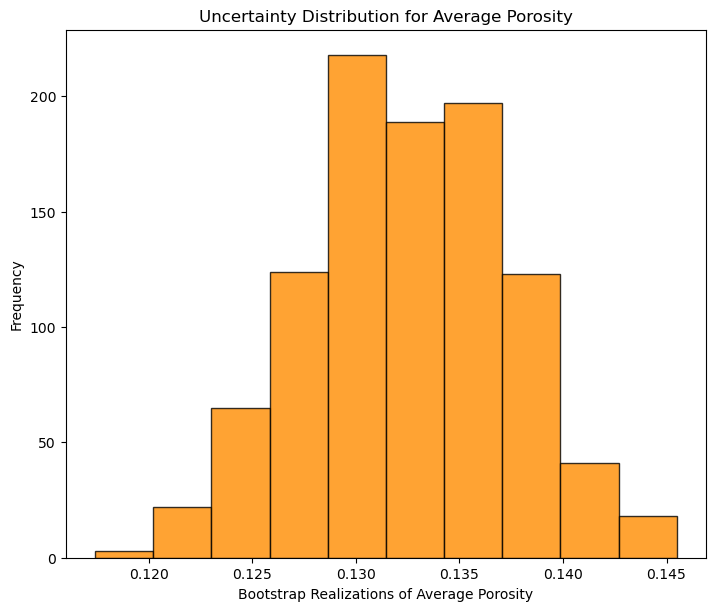 Uncertainty Distribution for Average Porosity
Frequency
200
150
100
50
0
0.120 0.125 0.130 0.135 0.140 0.145
Bootstrap Realizations of Average Porosity